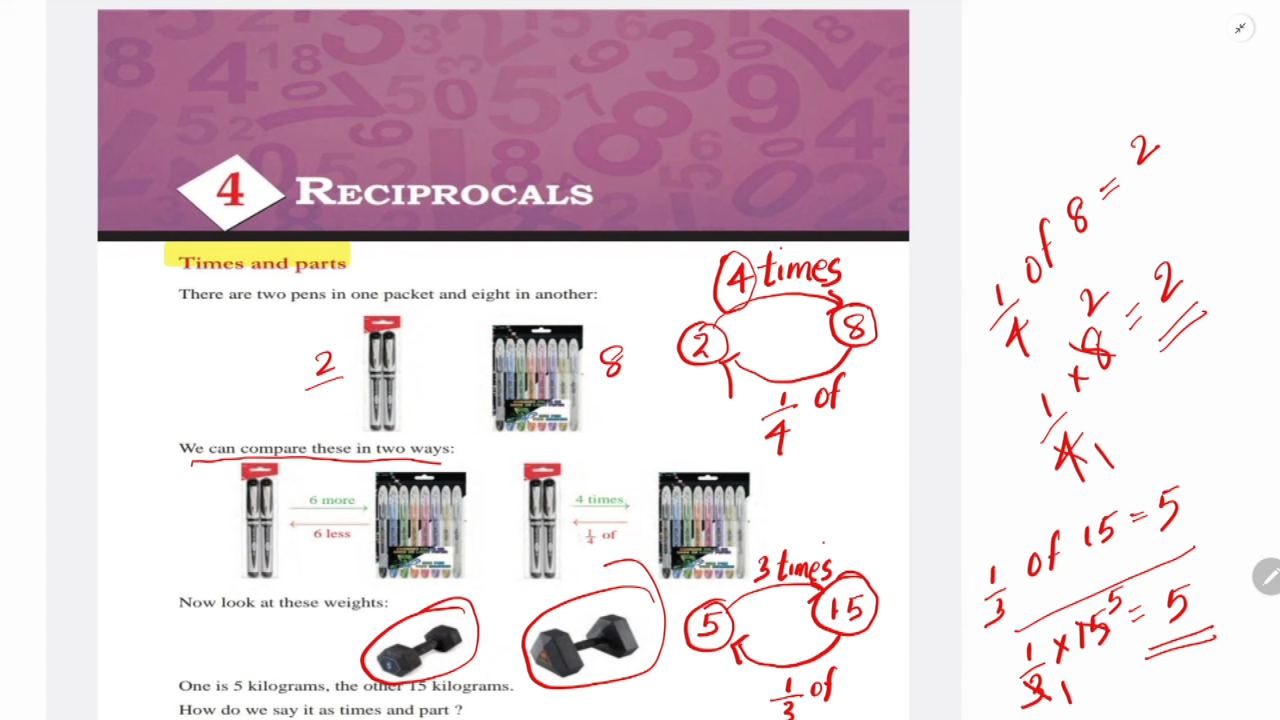 4 RECIPROCALS
Times and parts
There are two pens in one packet and eight in another:
2
8
4 times
2
8
1/4 of
We can compare these in two ways:
6 more
6 less
4 times
1/4 of
Now look at these weights:
3 times
5
15
1/3 of
One is 5 kilograms, the other 15 kilograms.
How do we say it as times and part ?
1/4 of 8 = 2
1/4 × 8 = 2
2
1
1/3 of 15 = 5
1/3 × 15 = 5
5
1